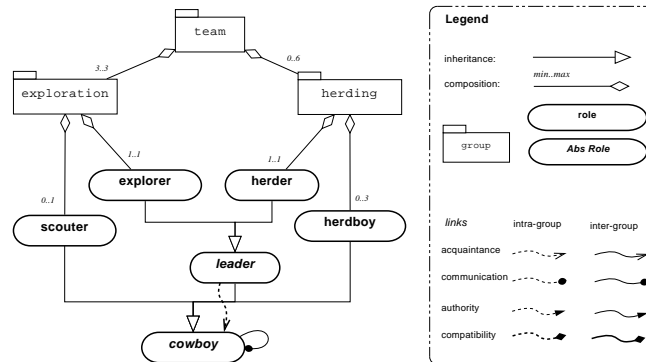 team
3..3
0..6
exploration
herding
1..1
1..1
explorer
herder
0..1
0..3
scouter
herdboy
leader
cowboy
Legend
inheritance:
composition:
min..max
role
group
Abs Role
links
intra-group
inter-group
acquaintance
communication
authority
compatibility